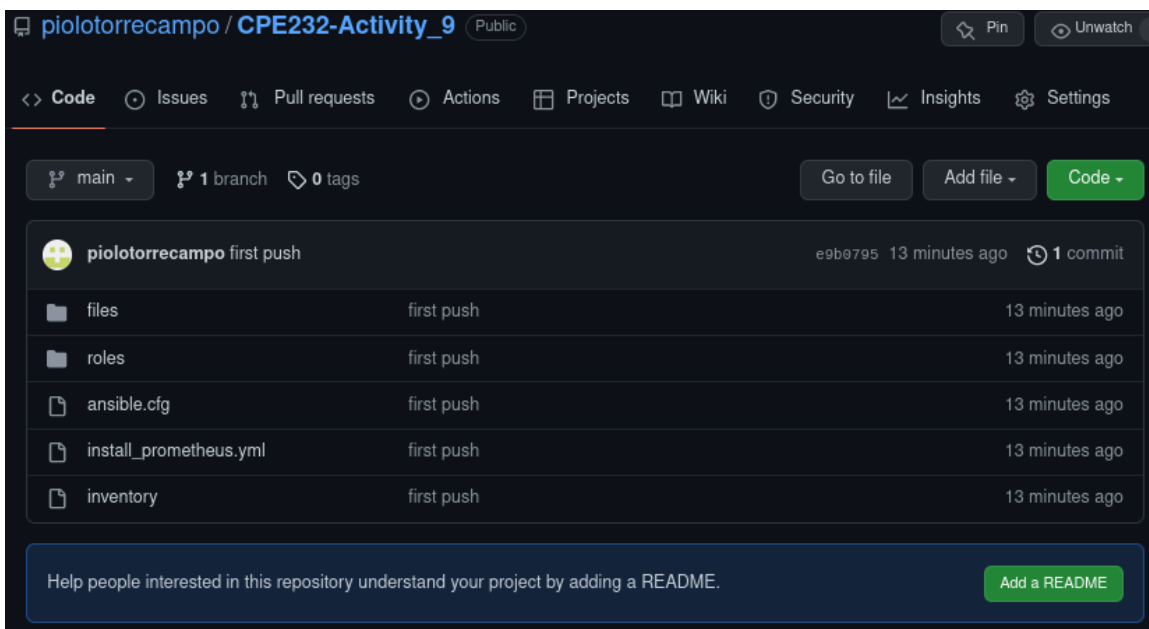 piolotorrecampo / CPE232-Activity_9 Public Pin Unwatch
<> Code Issues Pull requests Actions Projects Wiki Security Insights Settings
main 1 branch 0 tags Go to file Add file Code
piolotorrecampo first push e9b0795 13 minutes ago 1 commit
files first push 13 minutes ago
roles first push 13 minutes ago
ansible.cfg first push 13 minutes ago
install_prometheus.yml first push 13 minutes ago
inventory first push 13 minutes ago
Help people interested in this repository understand your project by adding a README. Add a README